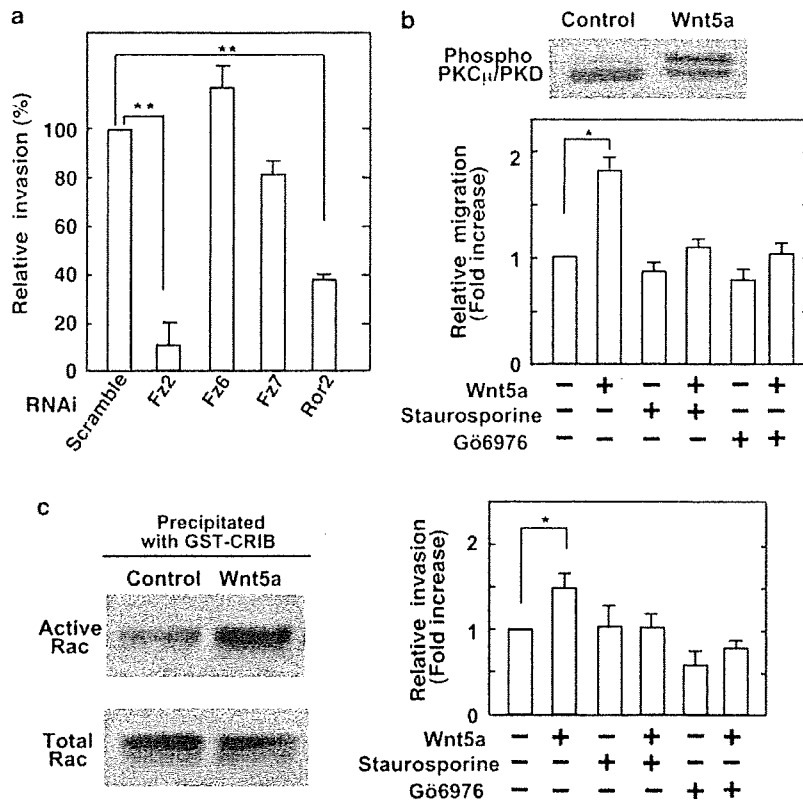 a
Relative invasion (%)
100
80
60
40
20
0
**
**
RNAi
Scramble
Fz2
Fz6
Fz7
Ror2
b
Control Wnt5a
Phospho
PKCμ/PKD
Relative migration
(Fold increase)
2
1
0
*
Wnt5a − + − + − +
Staurosporine − − + + − −
Gö6976 − − − − + +
c
Precipitated
with GST-CRIB
Control Wnt5a
Active
Rac
Total
Rac
Relative invasion
(Fold increase)
2
1
0
*
Wnt5a − + − + − +
Staurosporine − − + + − −
Gö6976 − − − − + +